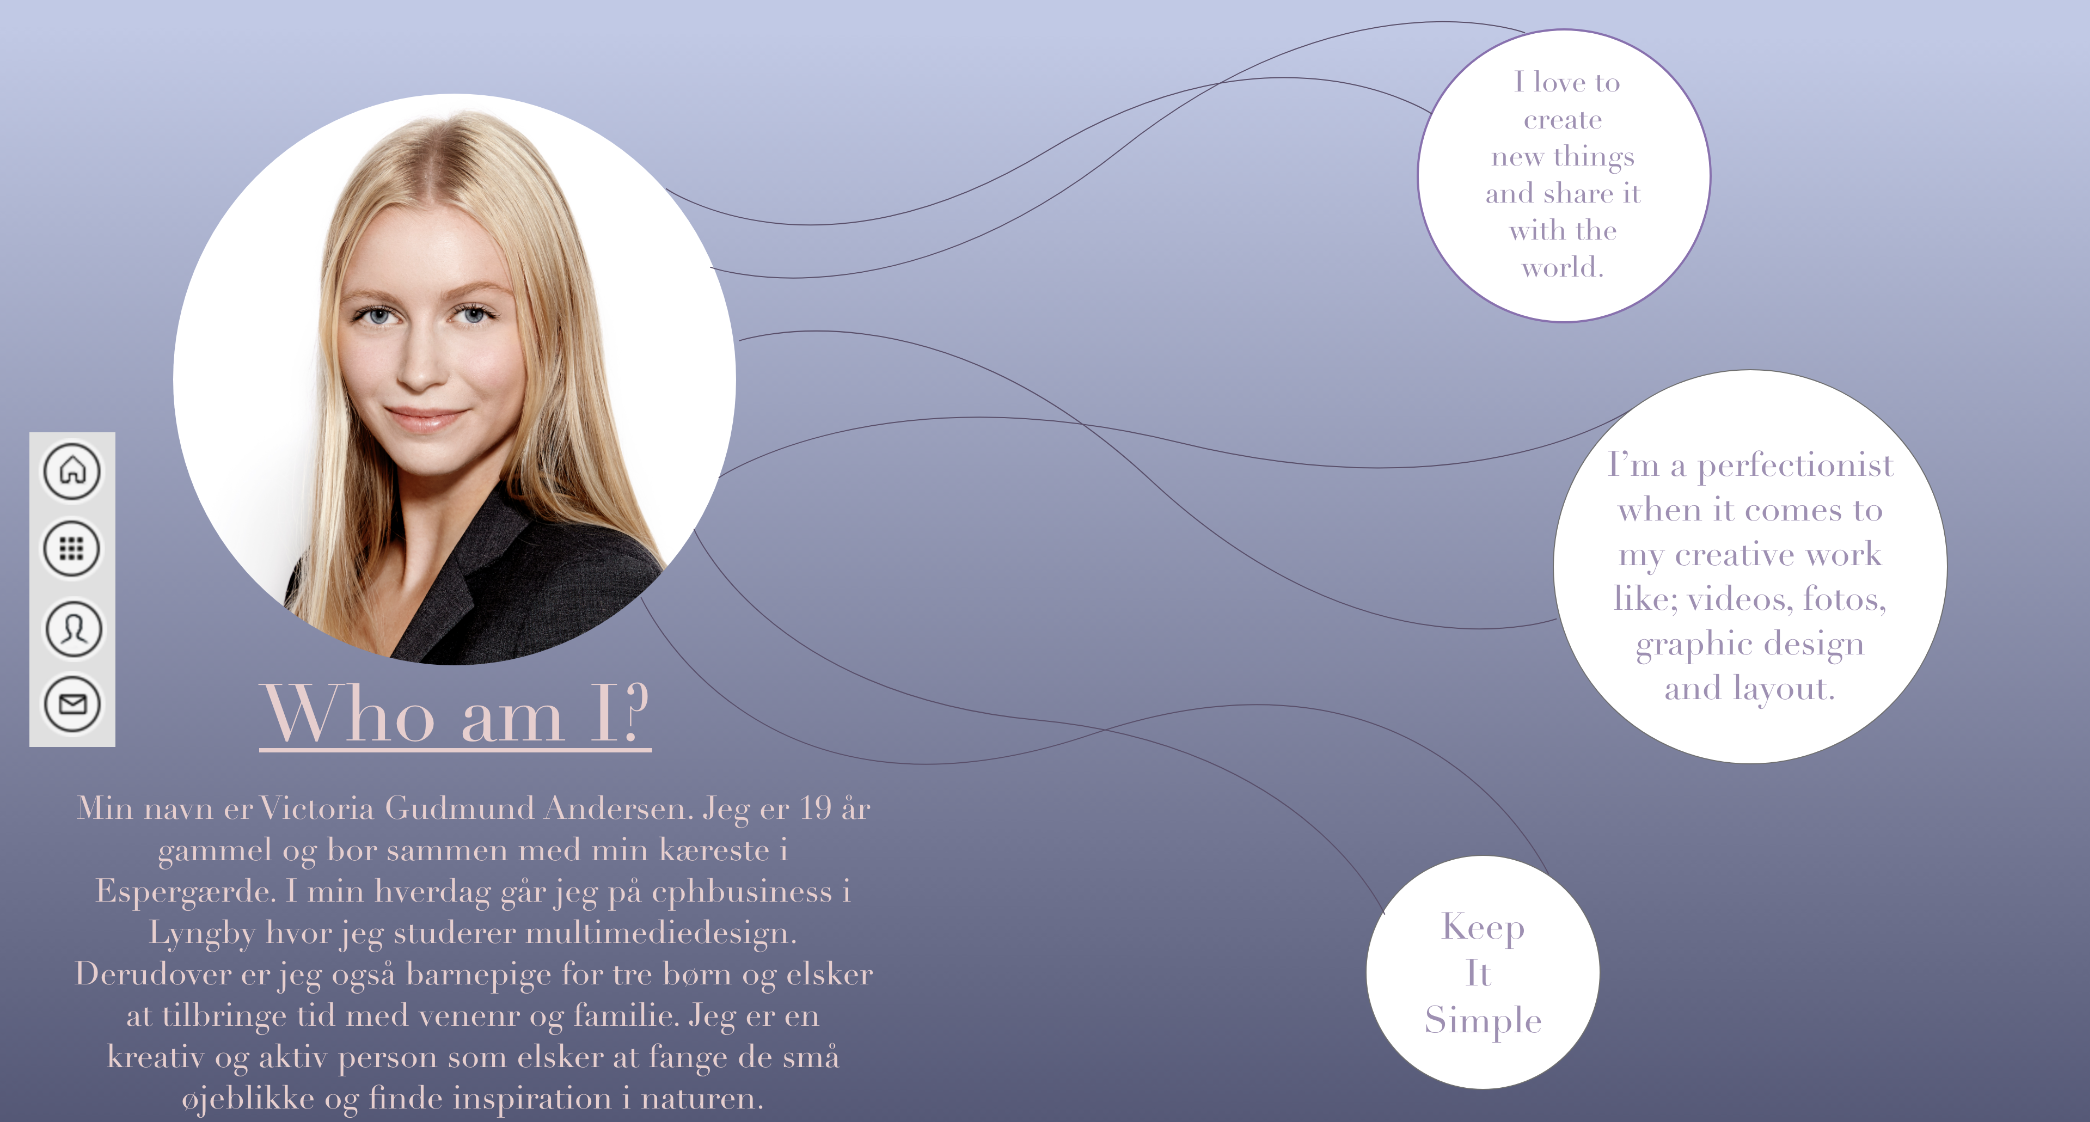 Who am I?
Min navn er Victoria Gudmund Andersen. Jeg er 19 år
gammel og bor sammen med min kæreste i
Espergærde. I min hverdag går jeg på cphbusiness i
Lyngby hvor jeg studerer multimediedesign.
Derudover er jeg også barnepige for tre børn og elsker
at tilbringe tid med venenr og familie. Jeg er en
kreativ og aktiv person som elsker at fange de små
øjeblikke og finde inspiration i naturen.
I love to
create
new things
and share it
with the
world.
I'm a perfectionist
when it comes to
my creative work
like; videos, fotos,
graphic design
and layout.
Keep
It
Simple